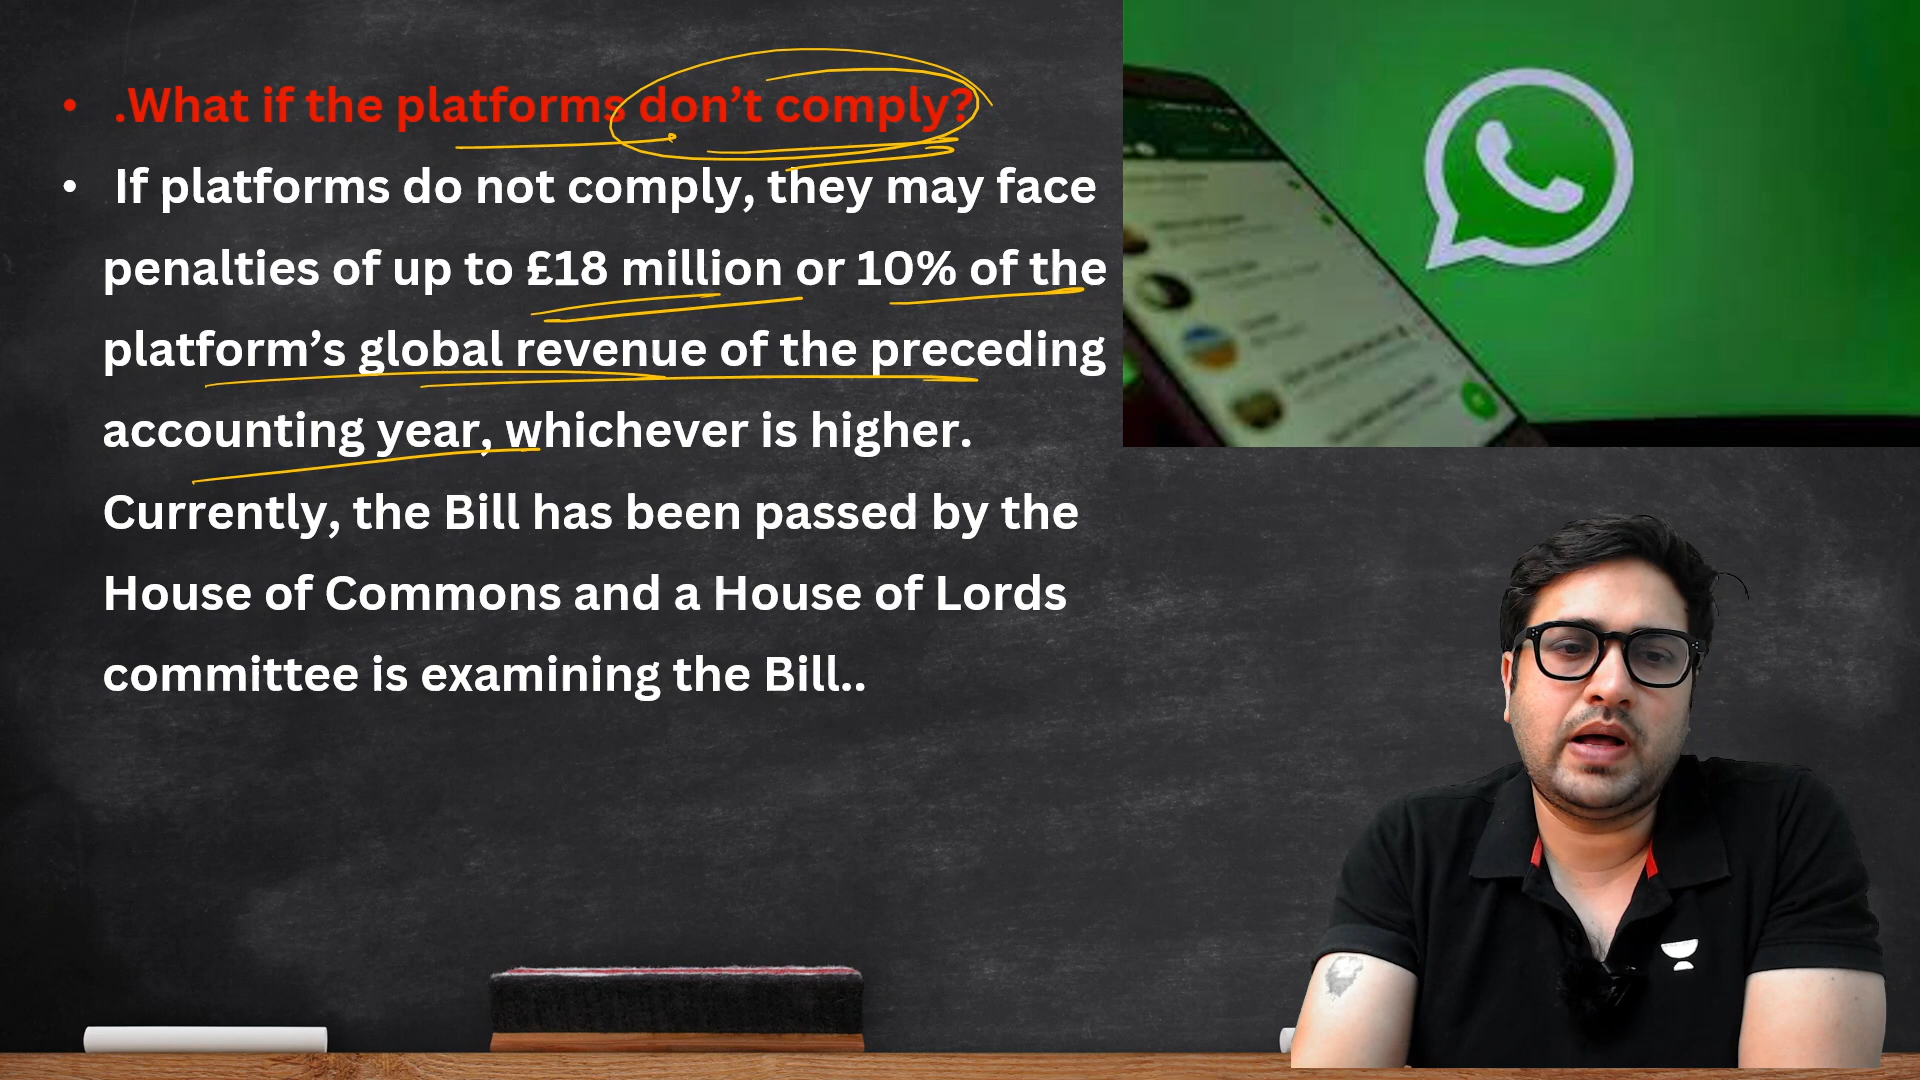 • .What if the platforms don’t comply?
• If platforms do not comply, they may face
penalties of up to £18 million or 10% of the
platform’s global revenue of the preceding
accounting year, whichever is higher.
Currently, the Bill has been passed by the
House of Commons and a House of Lords
committee is examining the Bill..